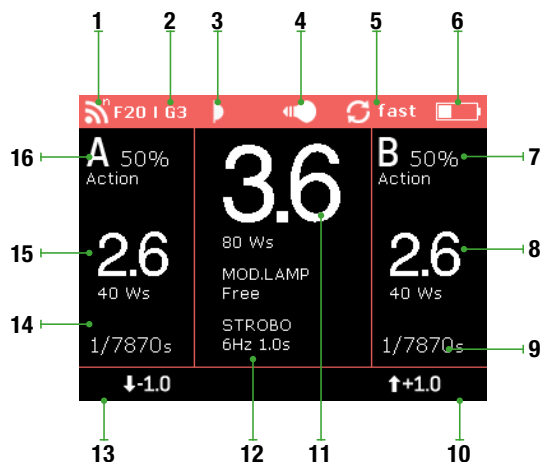 1 2 3 4 5 6
n F20 I G3 fast
16 A 50% 3.6 B 50% 7
Action Action
15 2.6 80 Ws 2.6 8
40 Ws MOD.LAMP 40 Ws
Free
14 STROBO
1/7870s 6Hz 1.0s 1/7870s 9
⬇-1.0 ⬆+1.0
13 12 11 10